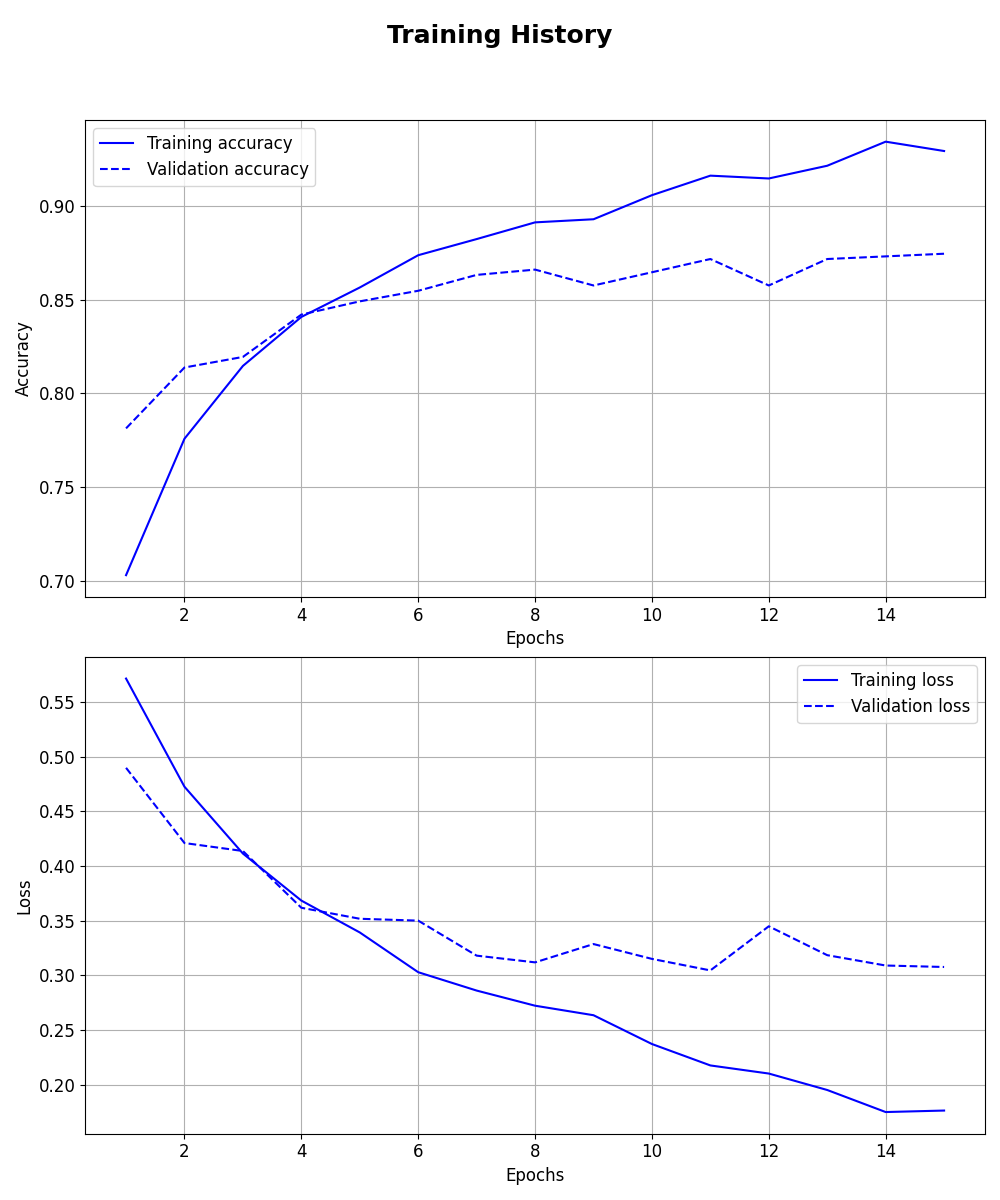 Training History
Training accuracy
Validation accuracy
0.90
0.85
0.80
0.75
0.70
Accuracy
2 4 6 8 10 12 14
Epochs
Training loss
Validation loss
0.55
0.50
0.45
0.40
0.35
0.30
0.25
0.20
Loss
2 4 6 8 10 12 14
Epochs